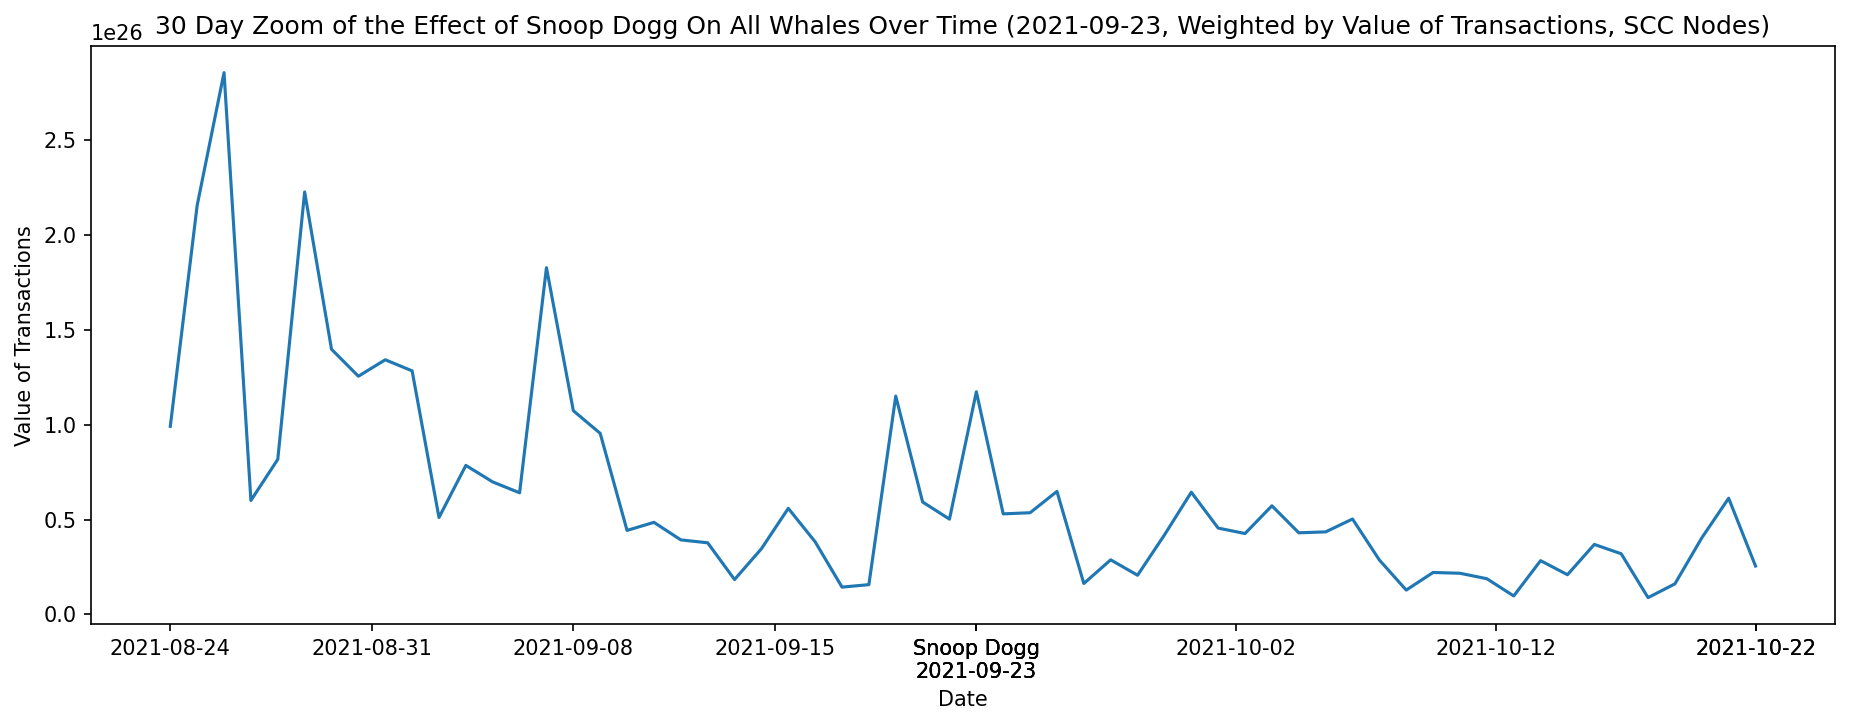 30 Day Zoom of the Effect of Snoop Dogg On All Whales Over Time (2021-09-23, Weighted by Value of Transactions, SCC Nodes)
1e26
2.5
2.0
1.5
1.0
0.5
0.0
Value of Transactions
2021-08-24 2021-08-31 2021-09-08 2021-09-15 Snoop Dogg 2021-10-02 2021-10-12 2021-10-22
2021-09-23
Date